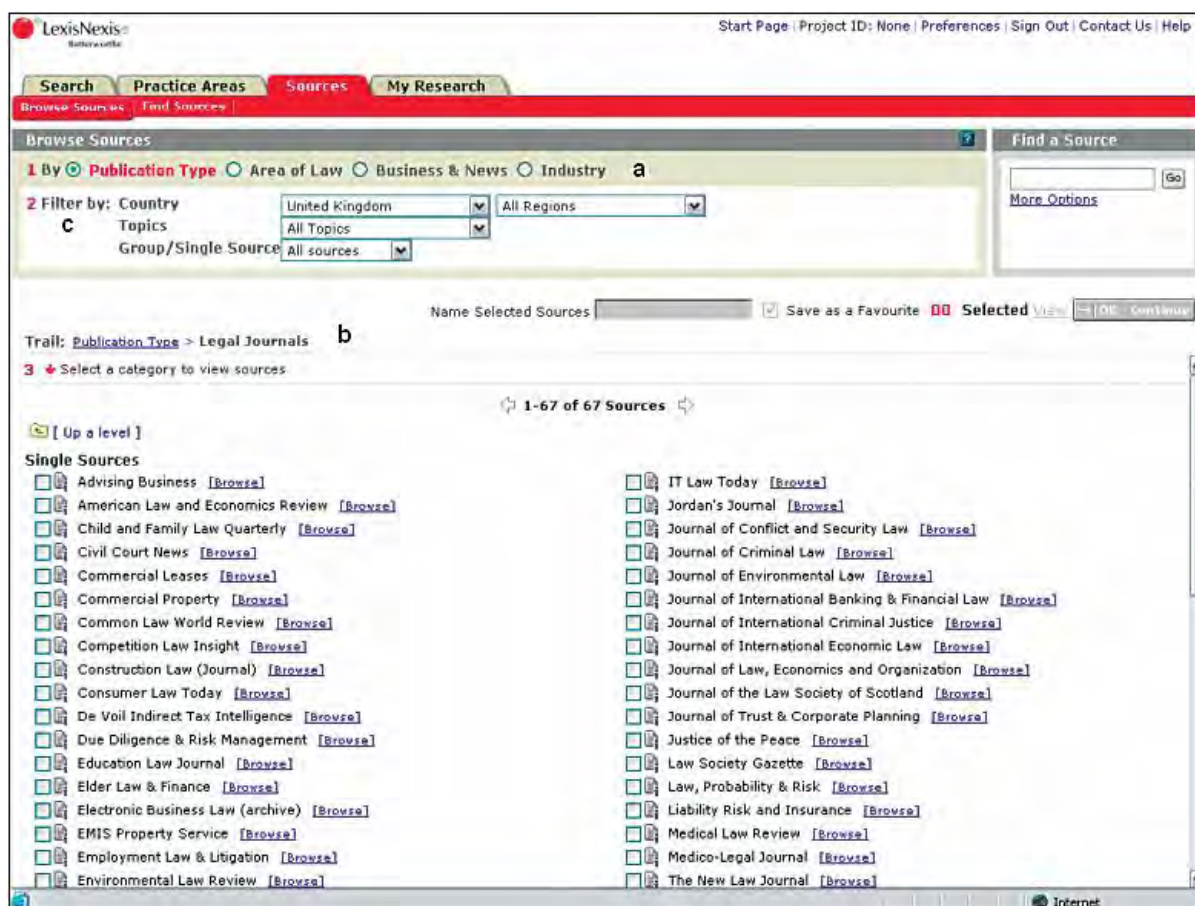 LexisNexis
Butterworths
Start Page | Project ID: None | Preferences | Sign Out | Contact Us | Help
Search
Practice Areas
Sources
My Research
Browse Sources | Find Sources |
Browse Sources
?
Find a Source
1 By Publication Type Area of Law Business & News Industry a
Go
More Options
2 Filter by: Country United Kingdom All Regions
c Topics All Topics
Group/Single Source All sources
Name Selected Sources Save as a Favourite Selected View OK - Continue
Trail: Publication Type > Legal Journals b
3 Select a category to view sources
1-67 of 67 Sources
[ Up a level ]
Single Sources
Advising Business [Browse]
American Law and Economics Review [Browse]
Child and Family Law Quarterly [Browse]
Civil Court News [Browse]
Commercial Leases [Browse]
Commercial Property [Browse]
Common Law World Review [Browse]
Competition Law Insight [Browse]
Construction Law (Journal) [Browse]
Consumer Law Today [Browse]
De Voil Indirect Tax Intelligence [Browse]
Due Diligence & Risk Management [Browse]
Education Law Journal [Browse]
Elder Law & Finance [Browse]
Electronic Business Law (archive) [Browse]
EMIS Property Service [Browse]
Employment Law & Litigation [Browse]
Environmental Law Review [Browse]
IT Law Today [Browse]
Jordan's Journal [Browse]
Journal of Conflict and Security Law [Browse]
Journal of Criminal Law [Browse]
Journal of Environmental Law [Browse]
Journal of International Banking & Financial Law [Browse]
Journal of International Criminal Justice [Browse]
Journal of International Economic Law [Browse]
Journal of Law, Economics and Organization [Browse]
Journal of the Law Society of Scotland [Browse]
Journal of Trust & Corporate Planning [Browse]
Justice of the Peace [Browse]
Law Society Gazette [Browse]
Law, Probability & Risk [Browse]
Liability Risk and Insurance [Browse]
Medical Law Review [Browse]
Medico-Legal Journal [Browse]
The New Law Journal [Browse]
Internet